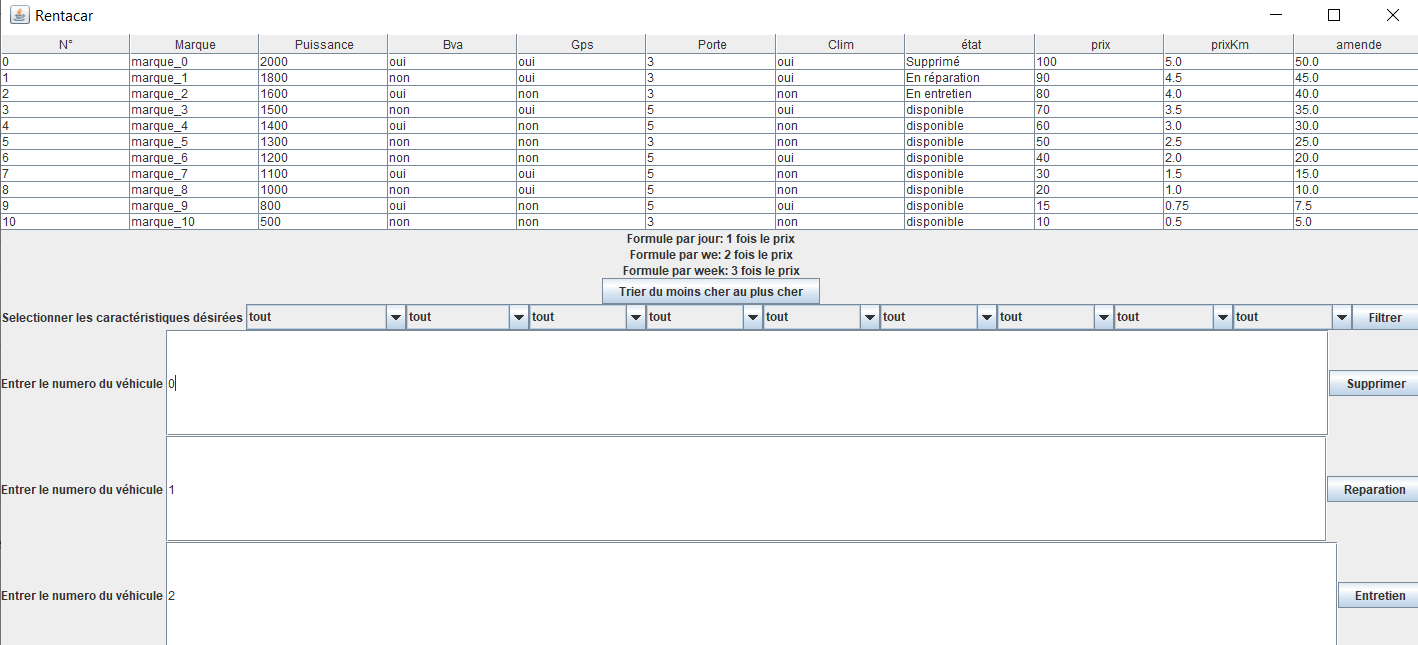 Rentacar
N° Marque Puissance Bva Gps Porte Clim état prix prixKm amende
0 marque_0 2000 oui oui 3 oui Supprimé 100 5.0 50.0
1 marque_1 1800 non oui 3 oui En réparation 90 4.5 45.0
2 marque_2 1600 oui non 3 non En entretien 80 4.0 40.0
3 marque_3 1500 non oui 5 oui disponible 70 3.5 35.0
4 marque_4 1400 oui non 5 non disponible 60 3.0 30.0
5 marque_5 1300 non non 3 non disponible 50 2.5 25.0
6 marque_6 1200 non non 5 oui disponible 40 2.0 20.0
7 marque_7 1100 oui oui 5 non disponible 30 1.5 15.0
8 marque_8 1000 non oui 5 non disponible 20 1.0 10.0
9 marque_9 800 oui non 5 oui disponible 15 0.75 7.5
10 marque_10 500 non non 3 non disponible 10 0.5 5.0
Formule par jour: 1 fois le prix
Formule par we: 2 fois le prix
Formule par week: 3 fois le prix
Trier du moins cher au plus cher
Selectionner les caractéristiques désirées tout tout tout tout tout tout tout tout tout Filtrer
Entrer le numero du véhicule 0 Supprimer
Entrer le numero du véhicule 1 Reparation
Entrer le numero du véhicule 2 Entretien